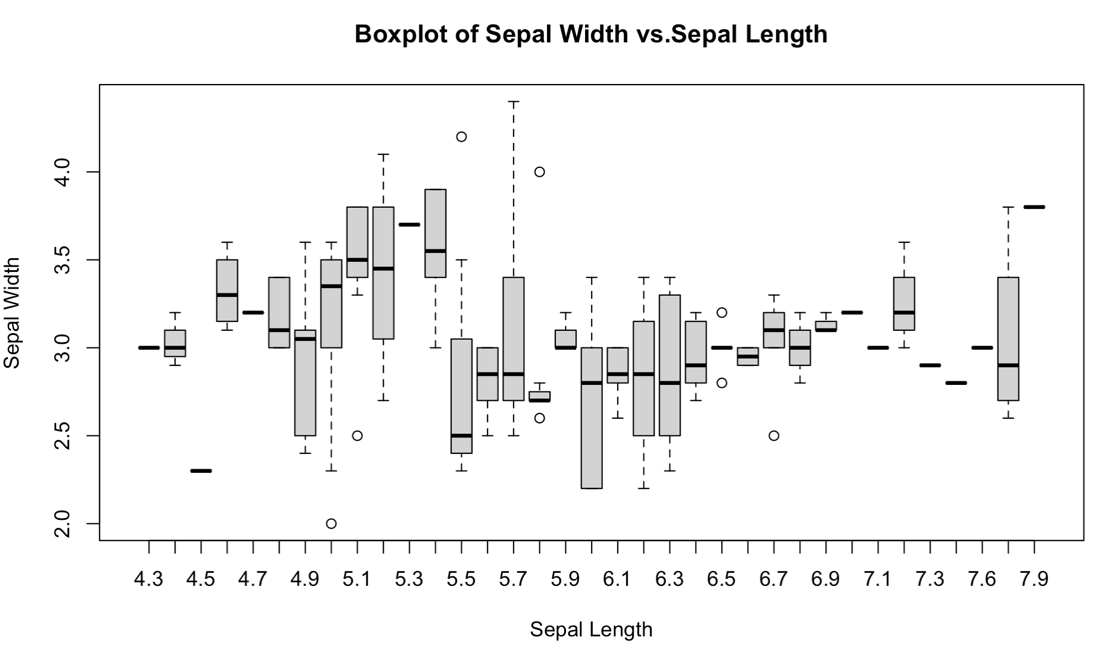 Boxplot of Sepal Width vs.Sepal Length
Sepal Width
4.0
3.5
3.0
2.5
2.0
4.3 4.5 4.7 4.9 5.1 5.3 5.5 5.7 5.9 6.1 6.3 6.5 6.7 6.9 7.1 7.3 7.6 7.9
Sepal Length